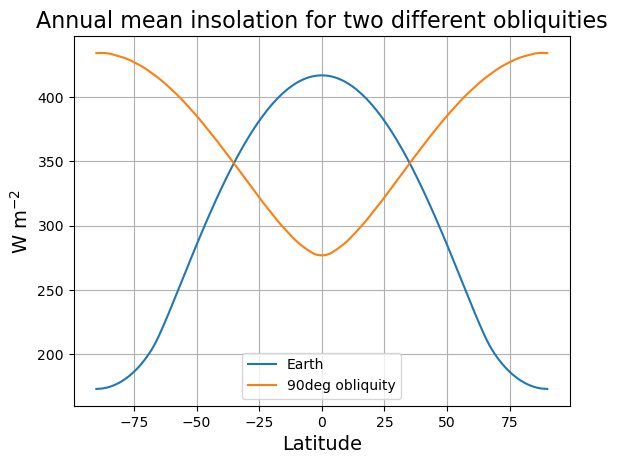 Annual mean insolation for two different obliquities
W m⁻²
400
350
300
250
200
−75
−50
−25
0
25
50
75
Latitude
Earth
90deg obliquity